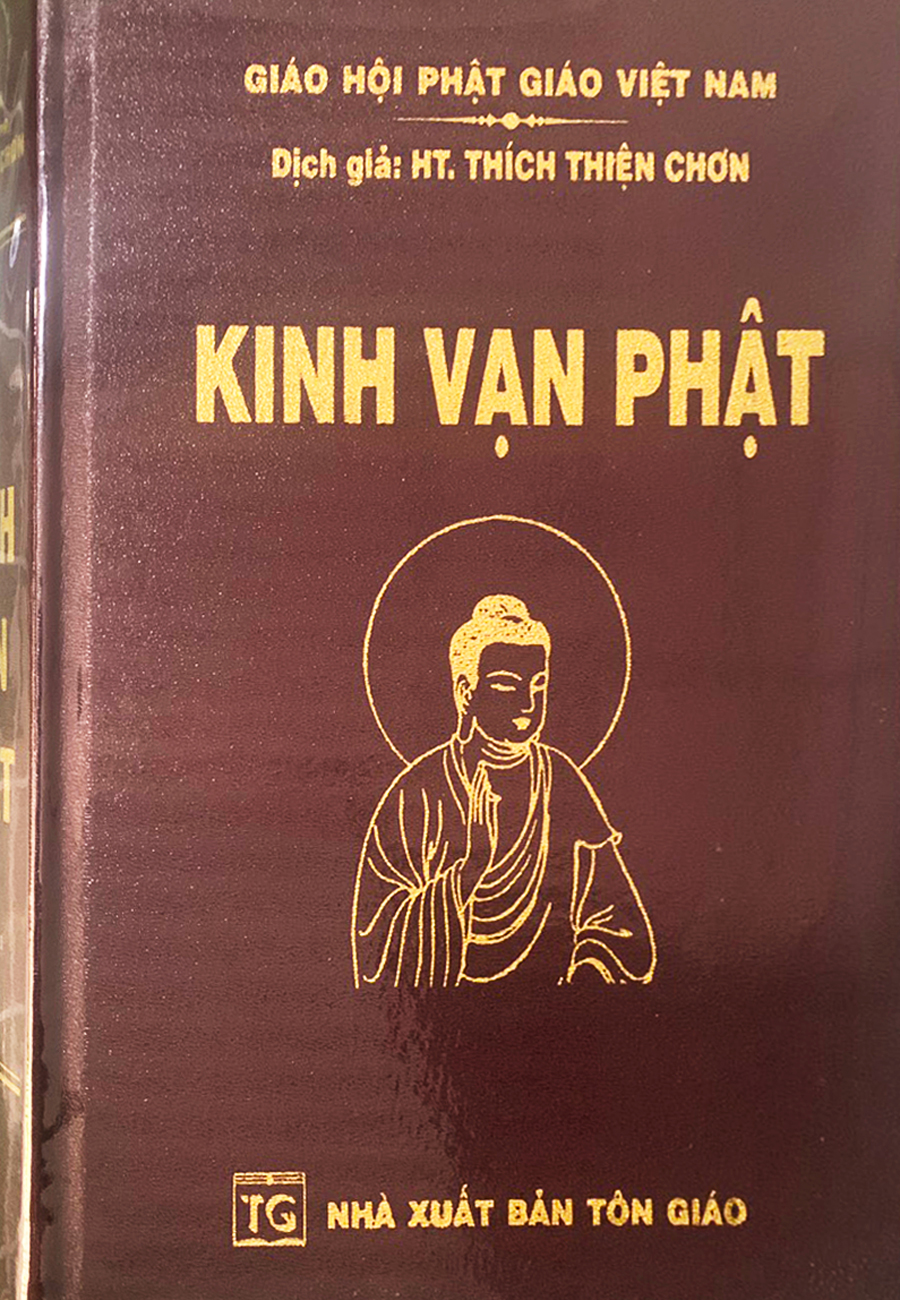 GIÁO HỘI PHẬT GIÁO VIỆT NAM
Dịch giả: HT. THÍCH THIỆN CHƠN
KINH VẠN PHẬT
TG
NHÀ XUẤT BẢN TÔN GIÁO